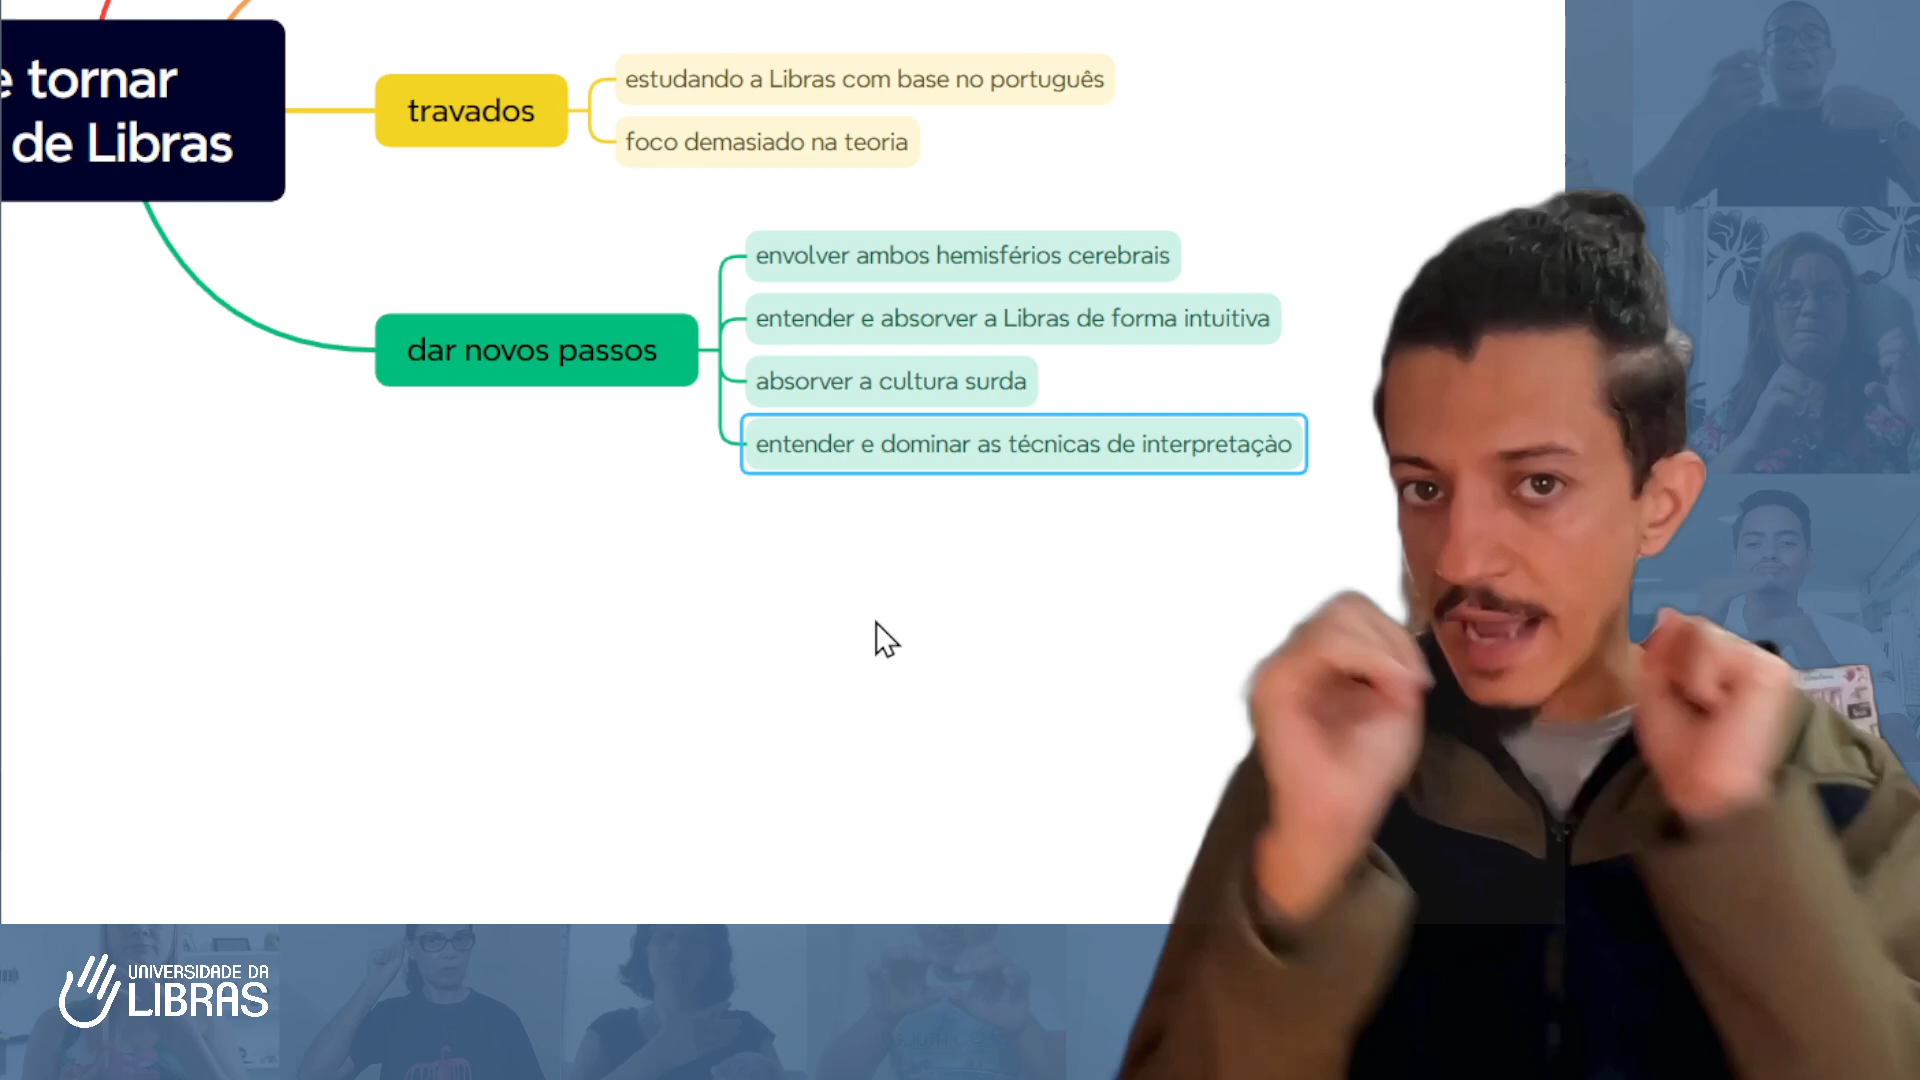 e tornar
de Libras
travados
estudando a Libras com base no português
foco demasiado na teoria
dar novos passos
envolver ambos hemisférios cerebrais
entender e absorver a Libras de forma intuitiva
absorver a cultura surda
entender e dominar as técnicas de interpretaçào
UNIVERSIDADE DA
LIBRAS